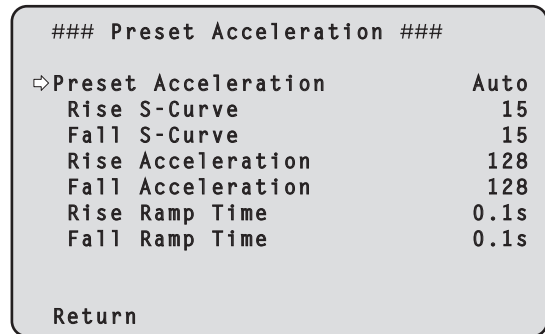 ### Preset Acceleration ###
⇨Preset Acceleration Auto
Rise S-Curve 15
Fall S-Curve 15
Rise Acceleration 128
Fall Acceleration 128
Rise Ramp Time 0.1s
Fall Ramp Time 0.1s
Return